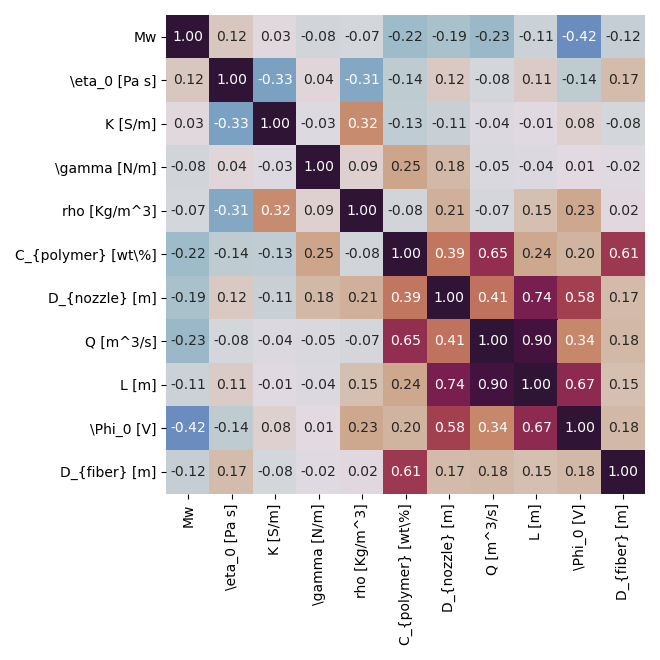 Mw 1.00 0.12 0.03 -0.08 -0.07 -0.22 -0.19 -0.23 -0.11 -0.42 -0.12
\eta_0 [Pa s] 0.12 1.00 -0.33 0.04 -0.31 -0.14 0.12 -0.08 0.11 -0.14 0.17
K [S/m] 0.03 -0.33 1.00 -0.03 0.32 -0.13 -0.11 -0.04 -0.01 0.08 -0.08
\gamma [N/m] -0.08 0.04 -0.03 1.00 0.09 0.25 0.18 -0.05 -0.04 0.01 -0.02
rho [Kg/m^3] -0.07 -0.31 0.32 0.09 1.00 -0.08 0.21 -0.07 0.15 0.23 0.02
C_{polymer} [wt\%] -0.22 -0.14 -0.13 0.25 -0.08 1.00 0.39 0.65 0.24 0.20 0.61
D_{nozzle} [m] -0.19 0.12 -0.11 0.18 0.21 0.39 1.00 0.41 0.74 0.58 0.17
Q [m^3/s] -0.23 -0.08 -0.04 -0.05 -0.07 0.65 0.41 1.00 0.90 0.34 0.18
L [m] -0.11 0.11 -0.01 -0.04 0.15 0.24 0.74 0.90 1.00 0.67 0.15
\Phi_0 [V] -0.42 -0.14 0.08 0.01 0.23 0.20 0.58 0.34 0.67 1.00 0.18
D_{fiber} [m] -0.12 0.17 -0.08 -0.02 0.02 0.61 0.17 0.18 0.15 0.18 1.00
Mw
\eta_0 [Pa s]
K [S/m]
\gamma [N/m]
rho [Kg/m^3]
C_{polymer} [wt\%]
D_{nozzle} [m]
Q [m^3/s]
L [m]
\Phi_0 [V]
D_{fiber} [m]